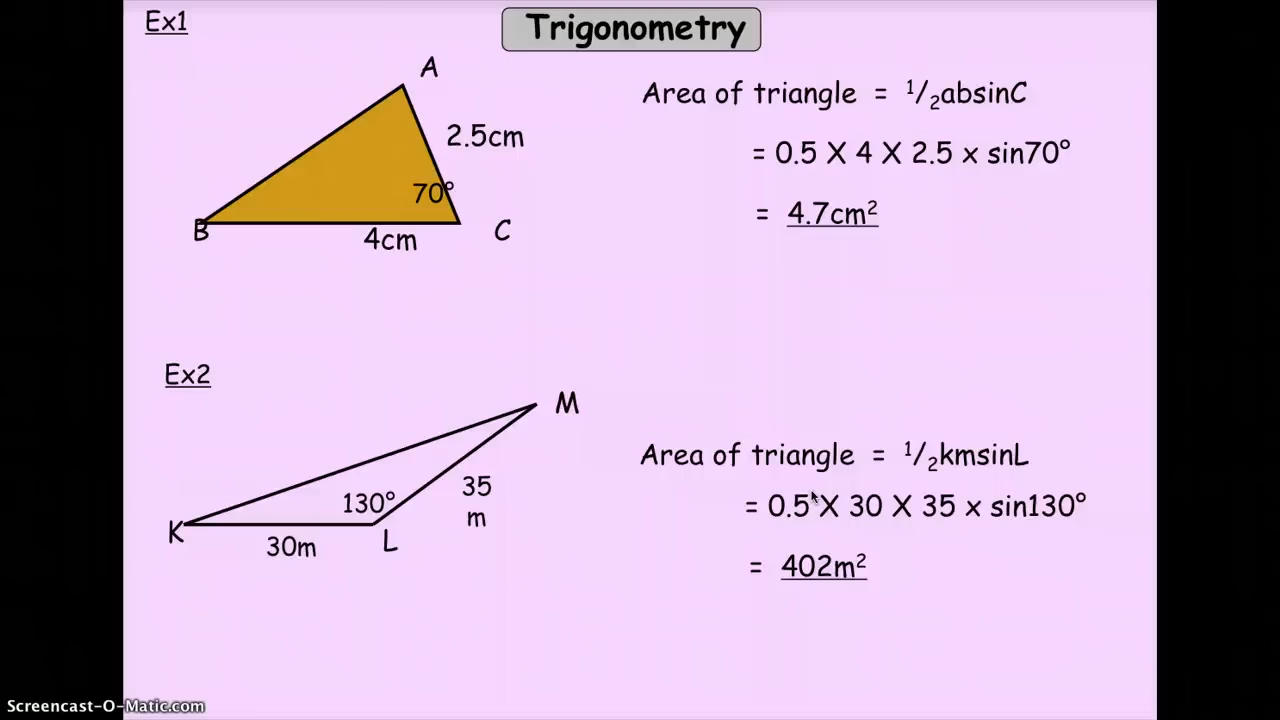 Ex1
Trigonometry
A
2.5cm
70°
B
4cm
C
Area of triangle = ¹/₂absinC
= 0.5 X 4 X 2.5 x sin70°
= 4.7cm²
Ex2
M
130°
35
m
K
30m
L
Area of triangle = ¹/₂kmsinL
= 0.5 X 30 X 35 x sin130°
= 402m²
Screencast-O-Matic.com